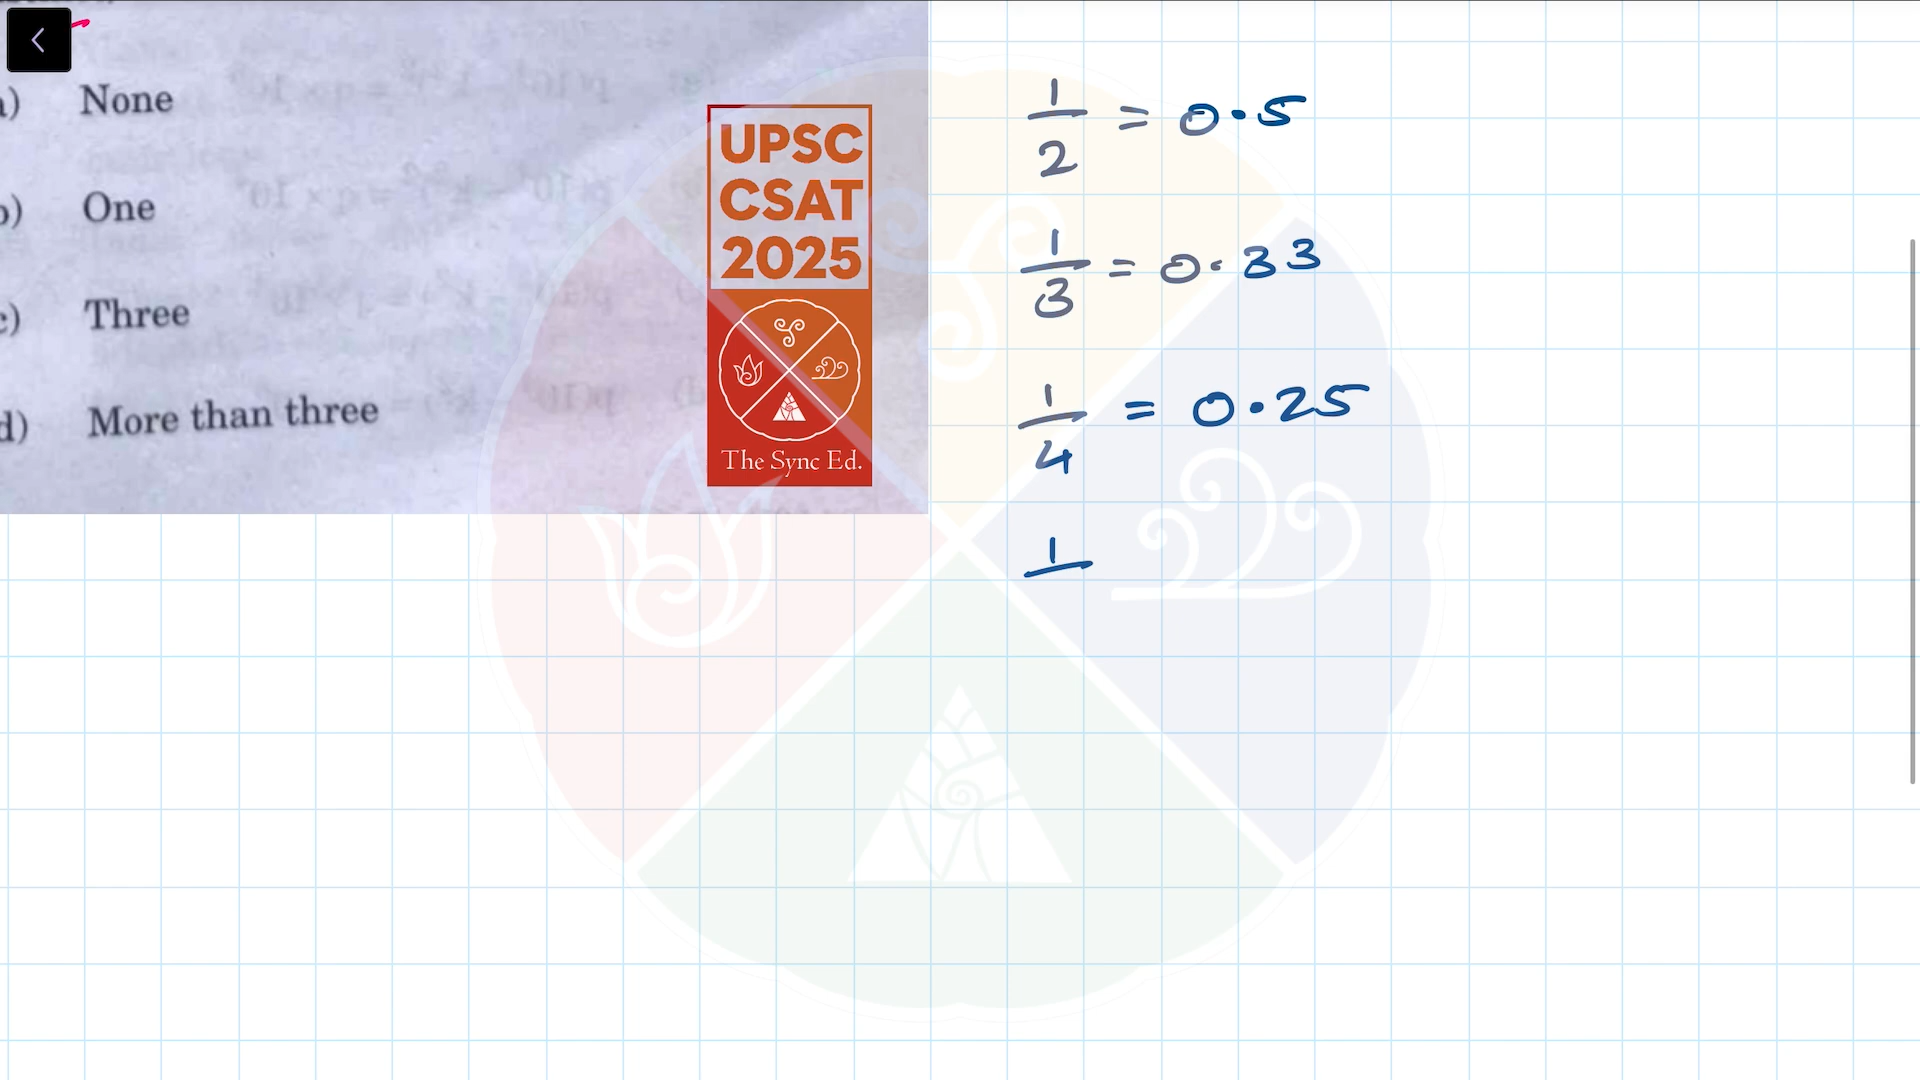 ) None
) One
c) Three
d) More than three
UPSC
CSAT
2025
The Sync Ed.
1/2 = 0.5
1/3 = 0.33
1/4 = 0.25
1